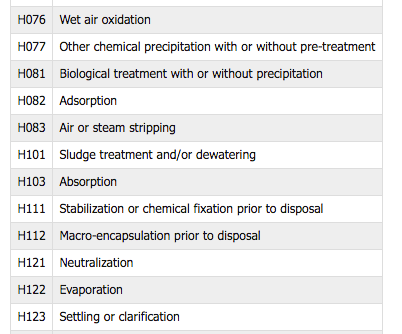 H076 Wet air oxidation
H077 Other chemical precipitation with or without pre-treatment
H081 Biological treatment with or without precipitation
H082 Adsorption
H083 Air or steam stripping
H101 Sludge treatment and/or dewatering
H103 Absorption
H111 Stabilization or chemical fixation prior to disposal
H112 Macro-encapsulation prior to disposal
H121 Neutralization
H122 Evaporation
H123 Settling or clarification